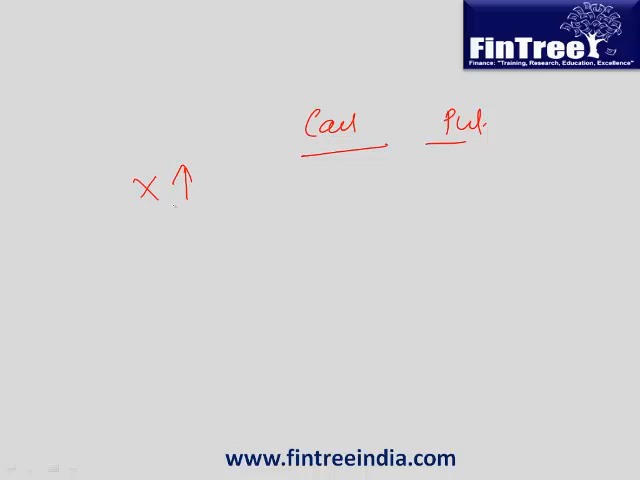 FinTree
Finance: "Training, Research, Education, Excellence"
Call Put
X ↑
www.fintreeindia.com